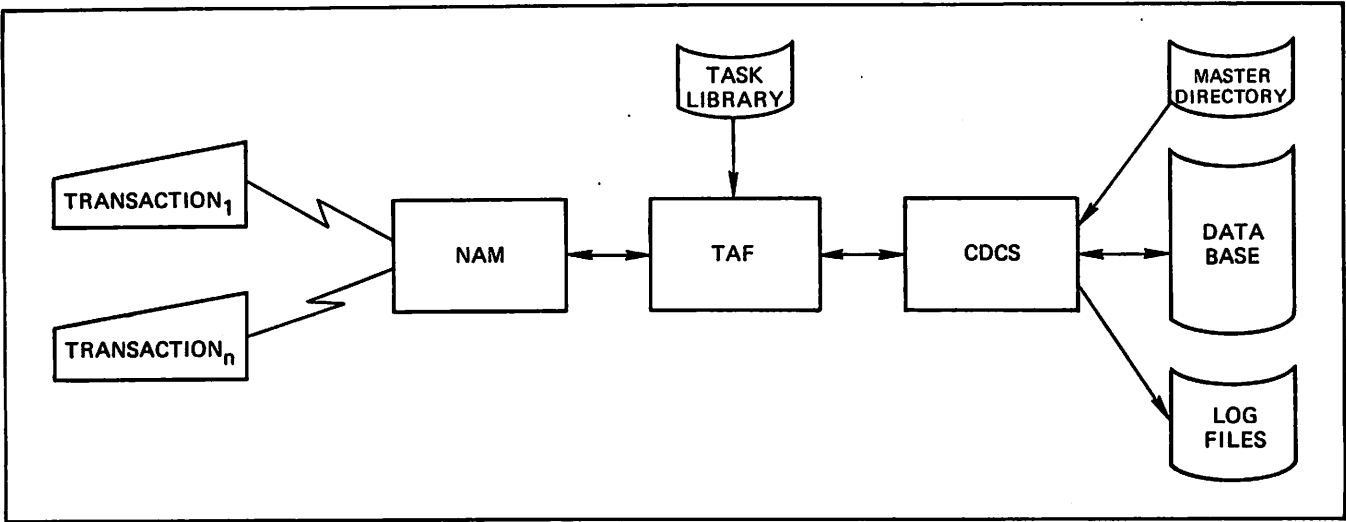 TASK
LIBRARY
MASTER
DIRECTORY
TRANSACTION1
NAM
TAF
CDCS
DATA
BASE
TRANSACTIONn
LOG
FILES